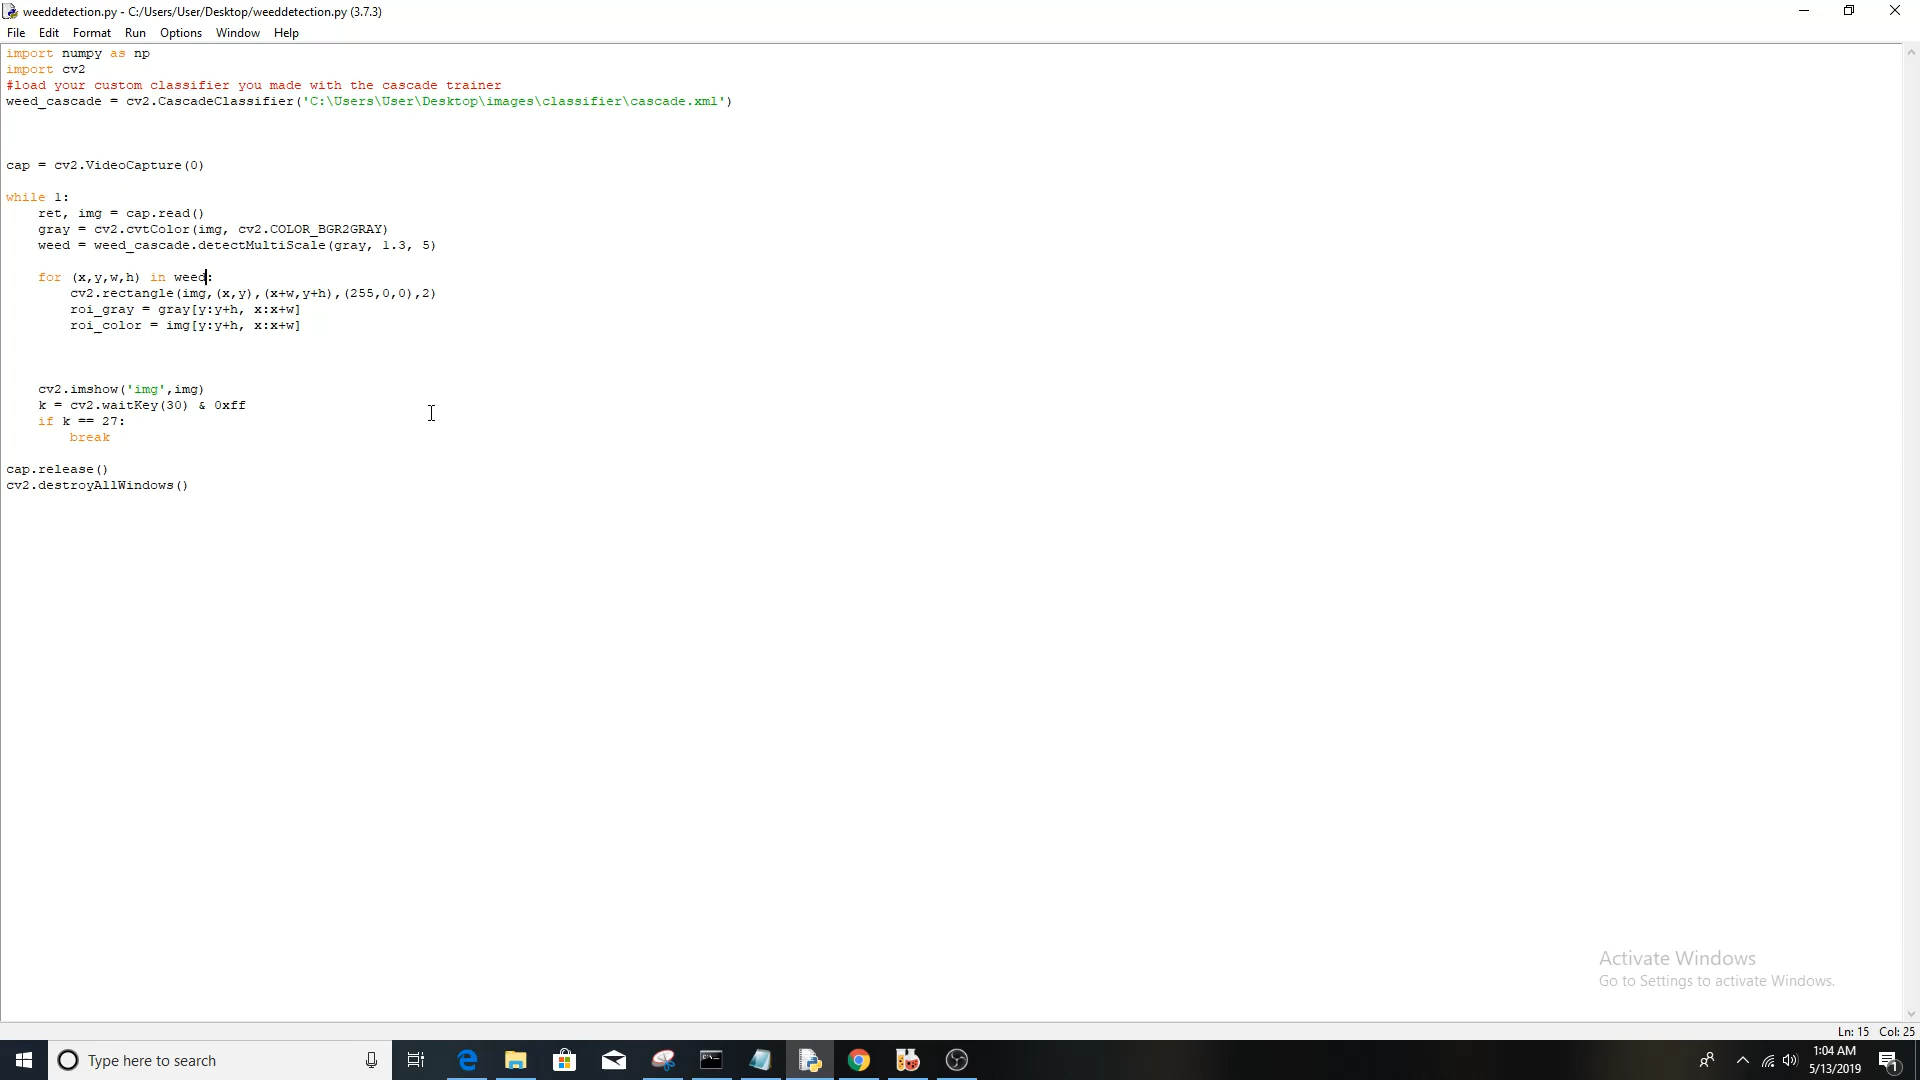 weeddetection.py - C:/Users/User/Desktop/weeddetection.py (3.7.3)
File Edit Format Run Options Window Help
import numpy as np
import cv2
#load your custom classifier you made with the cascade trainer
weed_cascade = cv2.CascadeClassifier('C:\Users\User\Desktop\images\classifier\cascade.xml')
cap = cv2.VideoCapture(0)
while 1:
    ret, img = cap.read()
    gray = cv2.cvtColor(img, cv2.COLOR_BGR2GRAY)
    weed = weed_cascade.detectMultiScale(gray, 1.3, 5)
    for (x,y,w,h) in weed:
        cv2.rectangle(img,(x,y),(x+w,y+h),(255,0,0),2)
        roi_gray = gray[y:y+h, x:x+w]
        roi_color = img[y:y+h, x:x+w]
    cv2.imshow('img',img)
    k = cv2.waitKey(30) & 0xff
    if k == 27:
        break
cap.release()
cv2.destroyAllWindows()
Activate Windows
Go to Settings to activate Windows.
Ln: 15 Col: 25
Type here to search
1:04 AM
5/13/2019
1